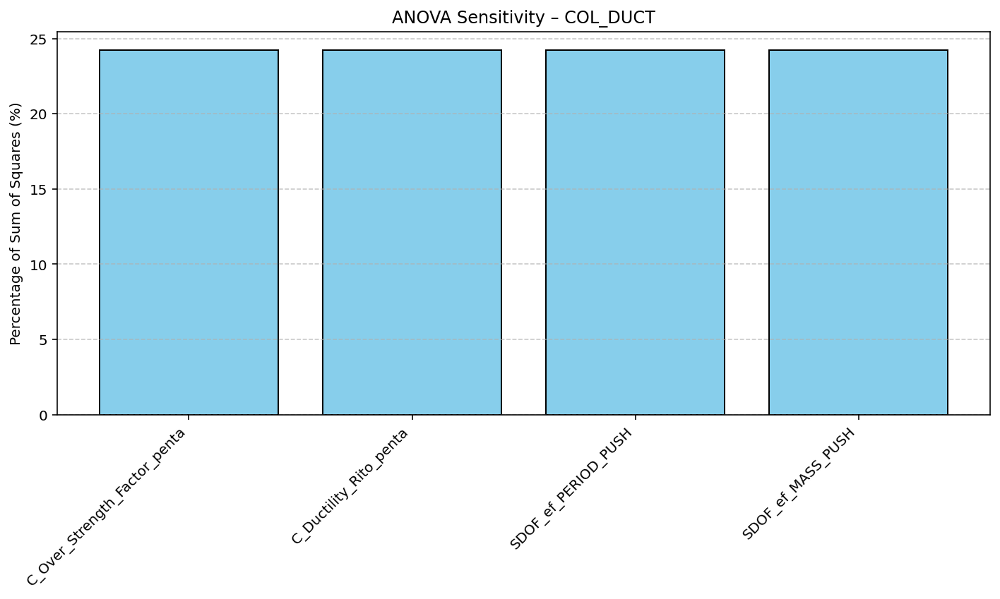 ANOVA Sensitivity – COL_DUCT
Percentage of Sum of Squares (%)
25
20
15
10
5
0
C_Over_Strength_Factor_penta
C_Ductility_Rito_penta
SDOF_ef_PERIOD_PUSH
SDOF_ef_MASS_PUSH